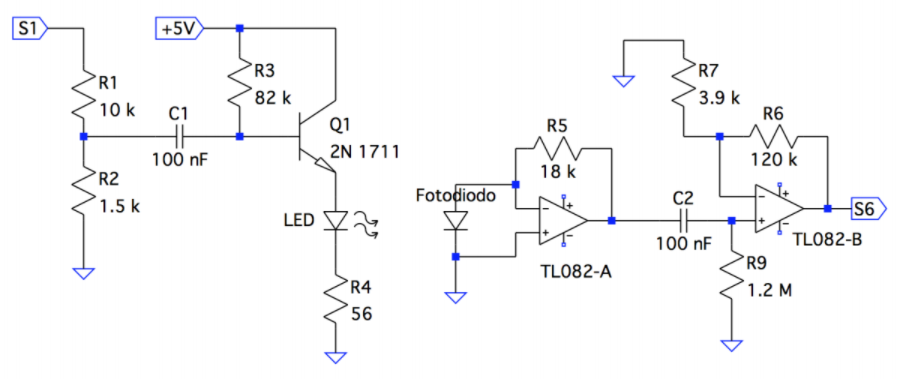 S1
+5V
R1
10 k
R2
1.5 k
C1
100 nF
R3
82 k
Q1
2N 1711
LED
R4
56
Fotodiodo
R5
18 k
-
+
+
-
TL082-A
C2
100 nF
R7
3.9 k
R6
120 k
-
+
+
-
TL082-B
S6
R9
1.2 M